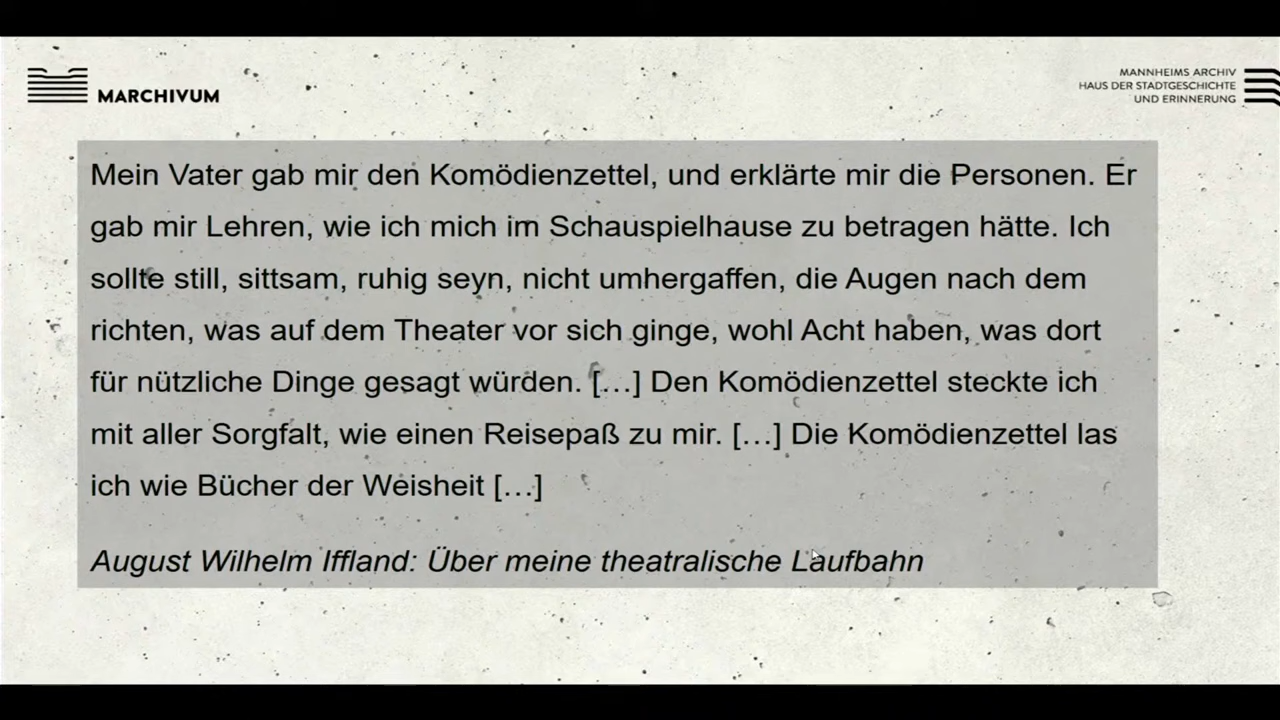 MARCHIVUM
MANNHEIMS ARCHIV
HAUS DER STADTGESCHICHTE
UND ERINNERUNG
Mein Vater gab mir den Komödienzettel, und erklärte mir die Personen. Er
gab mir Lehren, wie ich mich im Schauspielhause zu betragen hätte. Ich
sollte still, sittsam, ruhig seyn, nicht umhergaffen, die Augen nach dem
richten, was auf dem Theater vor sich ginge, wohl Acht haben, was dort
für nützliche Dinge gesagt würden. […] Den Komödienzettel steckte ich
mit aller Sorgfalt, wie einen Reisepaß zu mir. […] Die Komödienzettel las
ich wie Bücher der Weisheit […]
August Wilhelm Iffland: Über meine theatralische Laufbahn